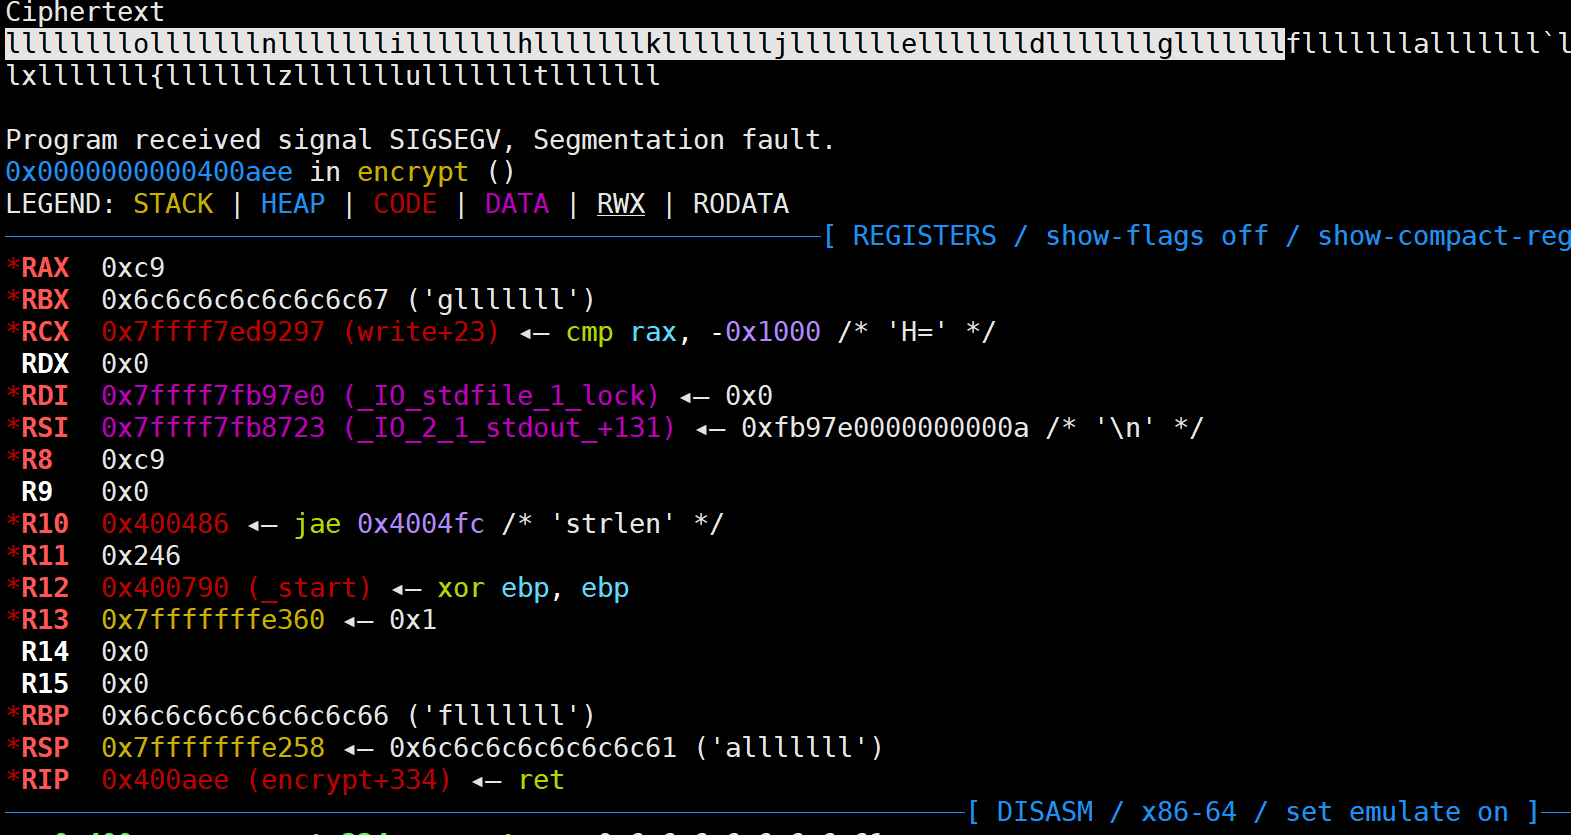 Ciphertext
llllllllolllllllnlllllllilllllllhlllllllkllllllljlllllllellllllldlllllllglllllllflllllllalllllll`l
lxlllllll{lllllllzlllllllullllllltlllllll
Program received signal SIGSEGV, Segmentation fault.
0x0000000000400aee in encrypt ()
LEGEND: STACK | HEAP | CODE | DATA | RWX | RODATA
[ REGISTERS / show-flags off / show-compact-reg
*RAX  0xc9
*RBX  0x6c6c6c6c6c6c6c67 ('glllllll')
*RCX  0x7ffff7ed9297 (write+23) ◂— cmp rax, -0x1000 /* 'H=' */
RDX  0x0
*RDI  0x7ffff7fb97e0 (_IO_stdfile_1_lock) ◂— 0x0
*RSI  0x7ffff7fb8723 (_IO_2_1_stdout_+131) ◂— 0xfb97e0000000000a /* '\n' */
*R8   0xc9
R9   0x0
*R10  0x400486 ◂— jae 0x4004fc /* 'strlen' */
*R11  0x246
*R12  0x400790 (_start) ◂— xor ebp, ebp
*R13  0x7fffffffe360 ◂— 0x1
R14  0x0
R15  0x0
*RBP  0x6c6c6c6c6c6c6c66 ('flllllll')
*RSP  0x7fffffffe258 ◂— 0x6c6c6c6c6c6c6c61 ('alllllll')
*RIP  0x400aee (encrypt+334) ◂— ret
[ DISASM / x86-64 / set emulate on ]